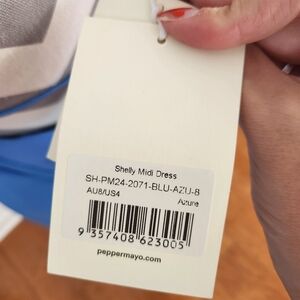 Shelly Midi Dress
SH-PM24-2071-BLU-AZU-8
AU8/US4 Azure
9 357408 623005
peppermayo.com